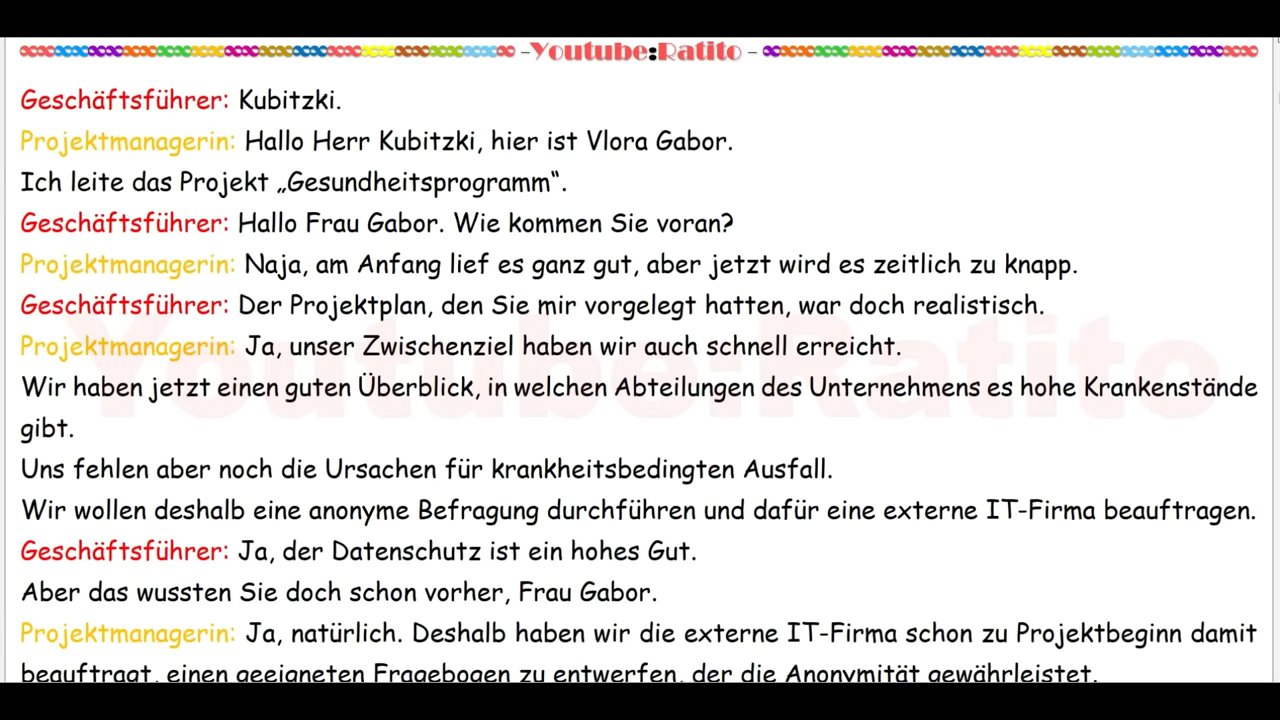 -Youtube:Ratito -
Geschäftsführer: Kubitzki.
Projektmanagerin: Hallo Herr Kubitzki, hier ist Vlora Gabor.
Ich leite das Projekt „Gesundheitsprogramm“.
Geschäftsführer: Hallo Frau Gabor. Wie kommen Sie voran?
Projektmanagerin: Naja, am Anfang lief es ganz gut, aber jetzt wird es zeitlich zu knapp.
Geschäftsführer: Der Projektplan, den Sie mir vorgelegt hatten, war doch realistisch.
Projektmanagerin: Ja, unser Zwischenziel haben wir auch schnell erreicht.
Youtube:Ratito
Wir haben jetzt einen guten Überblick, in welchen Abteilungen des Unternehmens es hohe Krankenstände
gibt.
Uns fehlen aber noch die Ursachen für krankheitsbedingten Ausfall.
Wir wollen deshalb eine anonyme Befragung durchführen und dafür eine externe IT-Firma beauftragen.
Geschäftsführer: Ja, der Datenschutz ist ein hohes Gut.
Aber das wussten Sie doch schon vorher, Frau Gabor.
Projektmanagerin: Ja, natürlich. Deshalb haben wir die externe IT-Firma schon zu Projektbeginn damit
beauftragt, einen geeigneten Fragebogen zu entwerfen, der die Anonymität gewährleistet.